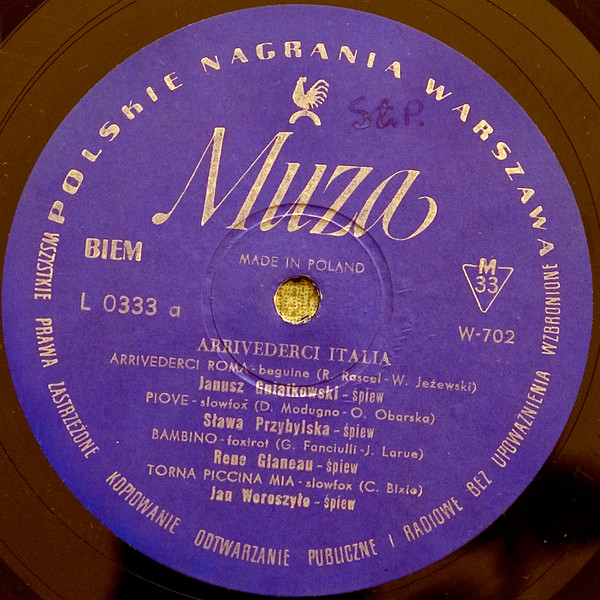 POLSKIE NAGRANIA WARSZAWA
S&P.
Muza
BIEM
MADE IN POLAND
M
33
L 0333 a
W-702
ARRIVEDERCI ITALIA
ARRIVEDERCI ROMA - beguine (R. Rascel - W. Jeżewski)
Janusz Gniatkowski - śpiew
PIOVE - slowfox (D. Modugno - O. Obarska)
Sława Przybylska - śpiew
BAMBINO - foxtrot (G. Fanciulli - J. Larue)
Rene Glaneau - śpiew
TORNA PICCINA MIA - slowfox (C. Bixio)
Jan Woroszyło - śpiew
WSZYSTKIE PRAWA ZASTRZEŻONE KOPIOWANIE ODTWARZANIE PUBLICZNE I RADIOWE BEZ UPOWAŻNIENIA WZBRONIONE